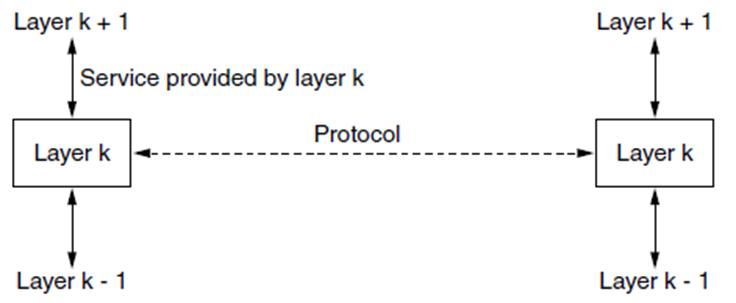 Layer k + 1
Layer k + 1
Service provided by layer k
Protocol
Layer k
Layer k
Layer k - 1
Layer k - 1